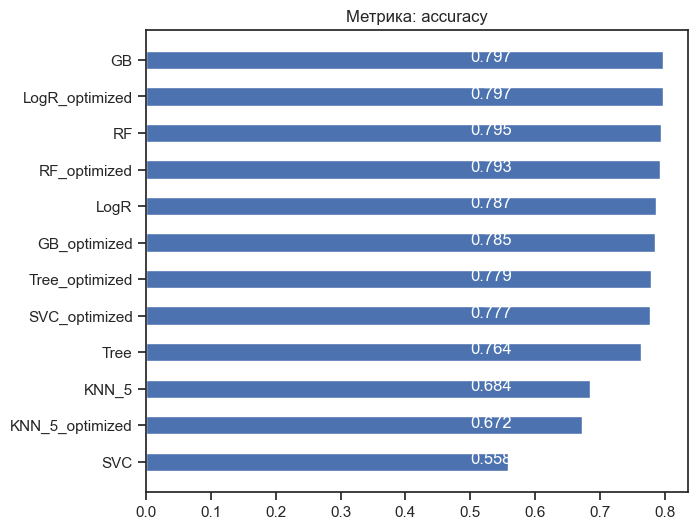 Метрика: accuracy
GB 0.797
LogR_optimized 0.797
RF 0.795
RF_optimized 0.793
LogR 0.787
GB_optimized 0.785
Tree_optimized 0.779
SVC_optimized 0.777
Tree 0.764
KNN_5 0.684
KNN_5_optimized 0.672
SVC 0.558
0.0 0.1 0.2 0.3 0.4 0.5 0.6 0.7 0.8